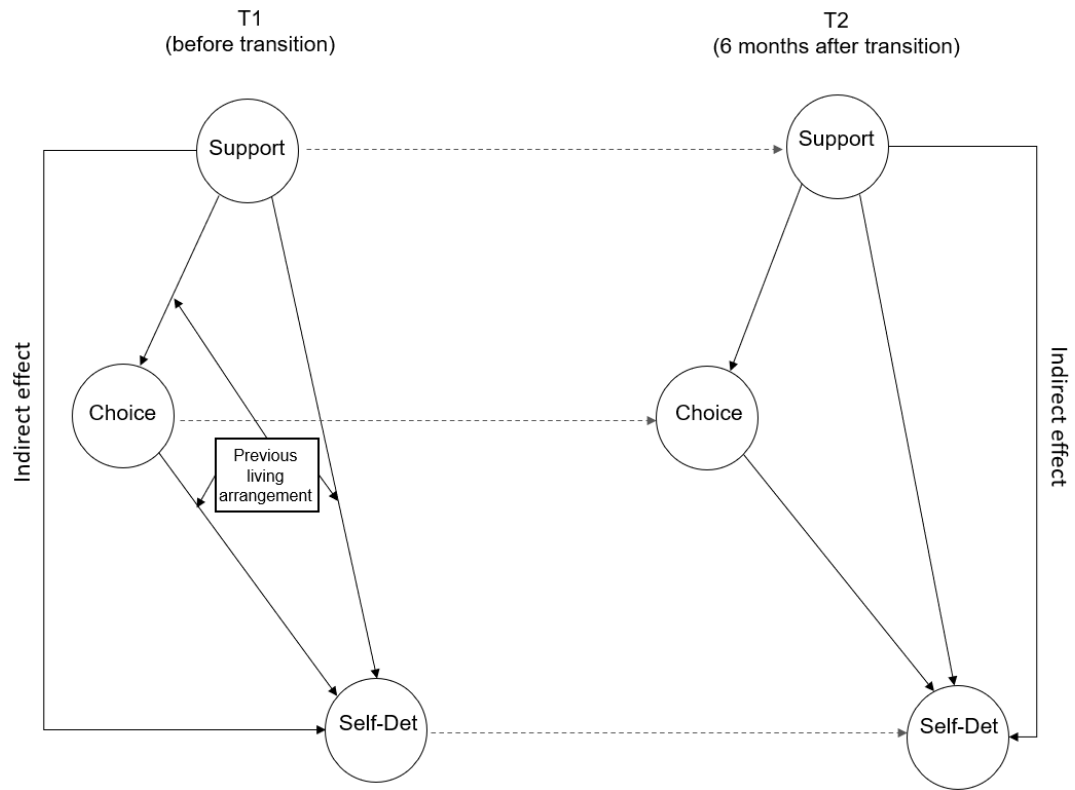 T1
(before transition)
T2
(6 months after transition)
Support
Support
Indirect effect
Indirect effect
Choice
Choice
Previous
living
arrangement
Self-Det
Self-Det